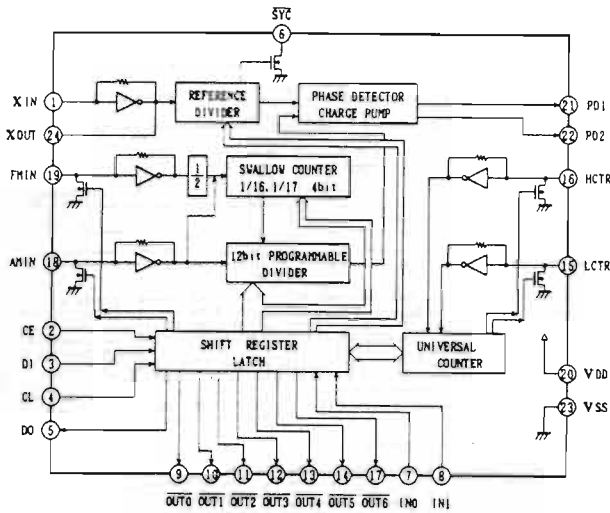 SYC
6
XIN
1
REFERENCE
DIVIDER
PHASE DETECTOR
CHARGE PUMP
21
PD1
XOUT
24
22
PD2
FMIN
19
1
2
SWALLOW COUNTER
1/16, 1/17 4bit
16
HCTR
AMIN
18
12bit PROGRAMMABLE
DIVIDER
15
LCTR
CE
2
DI
3
SHIFT REGISTER
LATCH
UNIVERSAL
COUNTER
CL
4
20
VDD
DO
5
23
VSS
9
10
11
12
13
14
17
7
8
OUT0
OUT1
OUT2
OUT3
OUT4
OUT5
OUT6
IN0
IN1